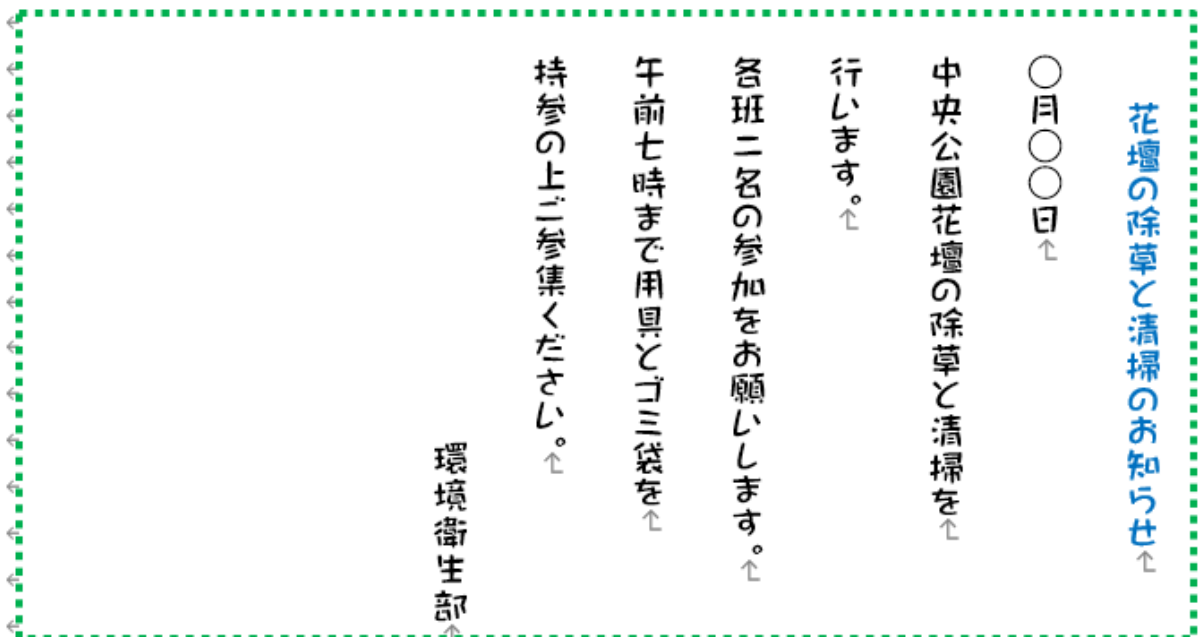 花壇の除草と清掃のお知らせ
〇月〇〇日
中央公園花壇の除草と清掃を
行います。
各班二名の参加をお願いします。
午前七時まで用具とゴミ袋を
持参の上ご参集ください。
環境衛生部